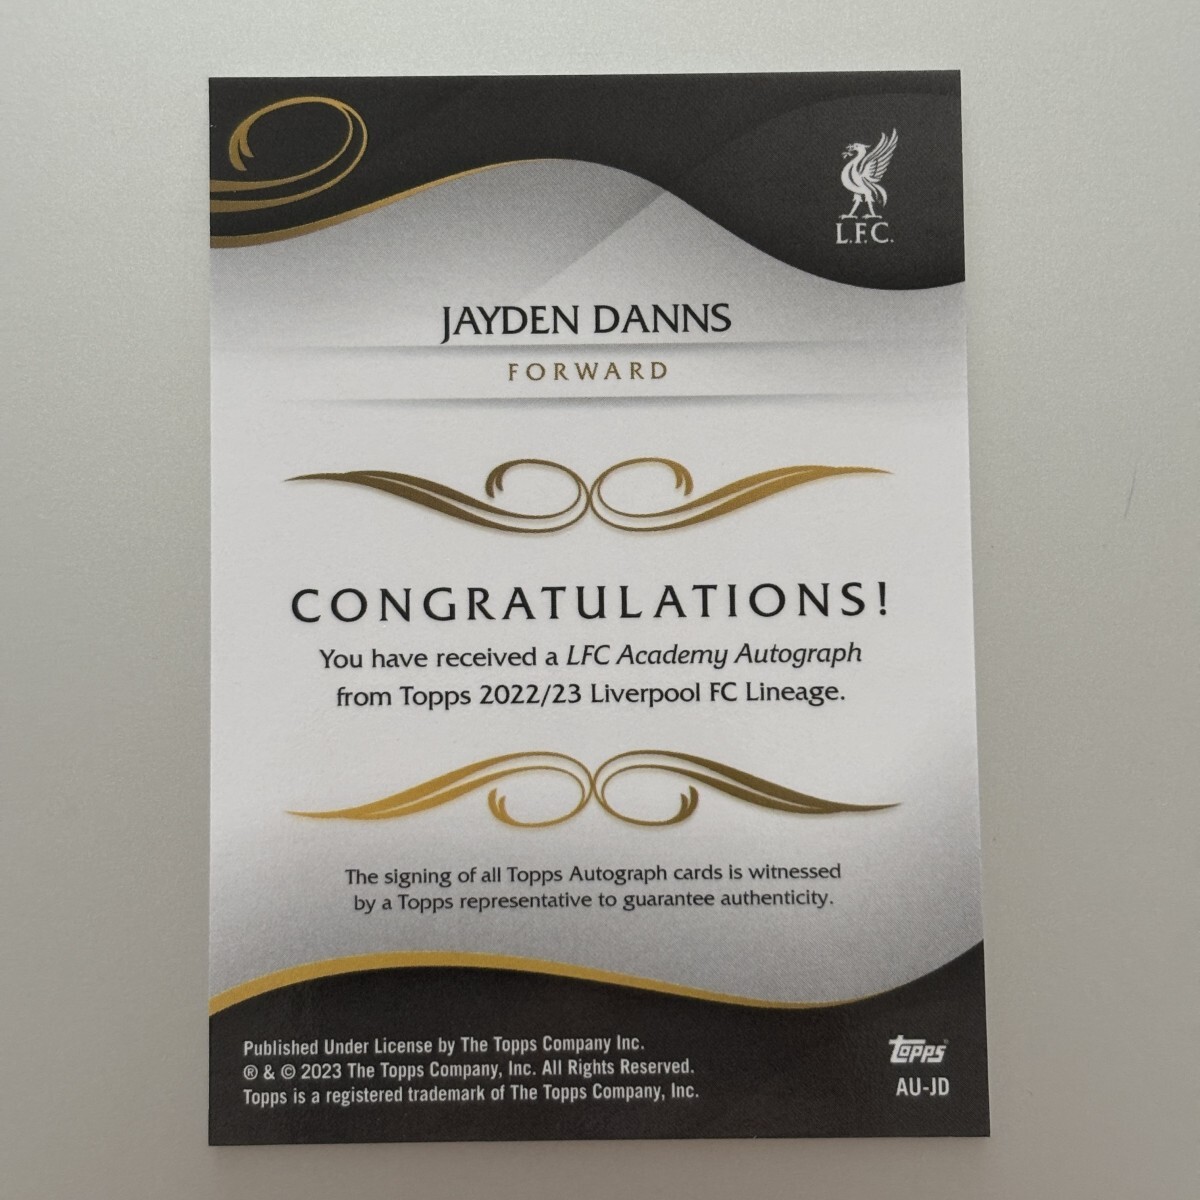 L.F.C.
JAYDEN DANNS
FORWARD
CONGRATULATIONS!
You have received a LFC Academy Autograph
from Topps 2022/23 Liverpool FC Lineage.
The signing of all Topps Autograph cards is witnessed
by a Topps representative to guarantee authenticity.
Published Under License by The Topps Company Inc.
® & © 2023 The Topps Company, Inc. All Rights Reserved.
Topps is a registered trademark of The Topps Company, Inc.
topps
AU-JD